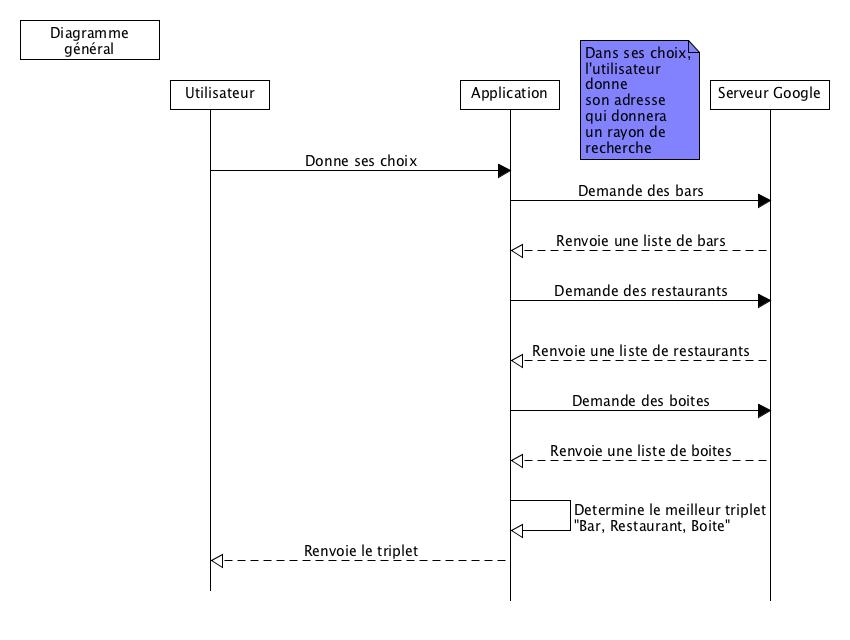 Diagramme
général
Dans ses choix,
l'utilisateur
donne
son adresse
qui donnera
un rayon de
recherche
Utilisateur
Application
Serveur Google
Donne ses choix
Demande des bars
Renvoie une liste de bars
Demande des restaurants
Renvoie une liste de restaurants
Demande des boites
Renvoie une liste de boites
Determine le meilleur triplet
"Bar, Restaurant, Boite"
Renvoie le triplet